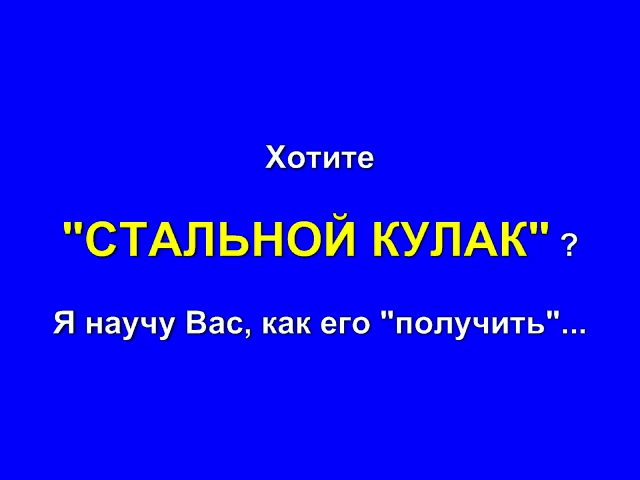 Хотите
"СТАЛЬНОЙ КУЛАК" ?
Я научу Вас, как его "получить"...